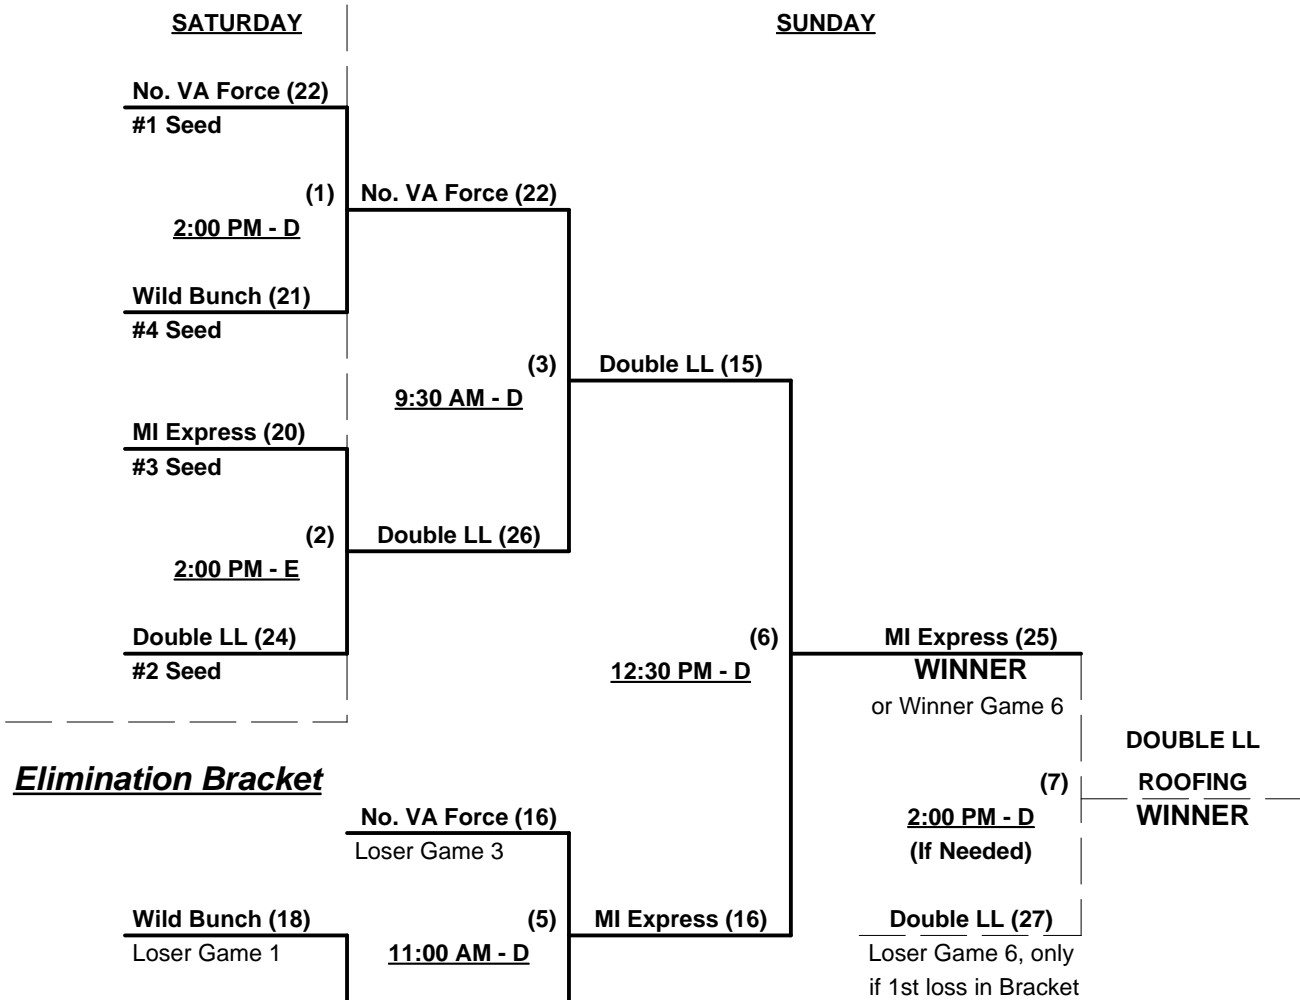 SATURDAY
SUNDAY
No. VA Force (22)
#1 Seed
(1)
No. VA Force (22)
2:00 PM - D
Wild Bunch (21)
#4 Seed
(3)
Double LL (15)
9:30 AM - D
MI Express (20)
#3 Seed
(2)
Double LL (26)
2:00 PM - E
Double LL (24)
#2 Seed
(6)
MI Express (25)
12:30 PM - D
WINNER
or Winner Game 6
DOUBLE LL
Elimination Bracket
(7)
ROOFING
No. VA Force (16)
2:00 PM - D
WINNER
Loser Game 3
(If Needed)
Wild Bunch (18)
(5)
MI Express (16)
Double LL (27)
Loser Game 1
11:00 AM - D
Loser Game 6, only
if 1st loss in Bracket